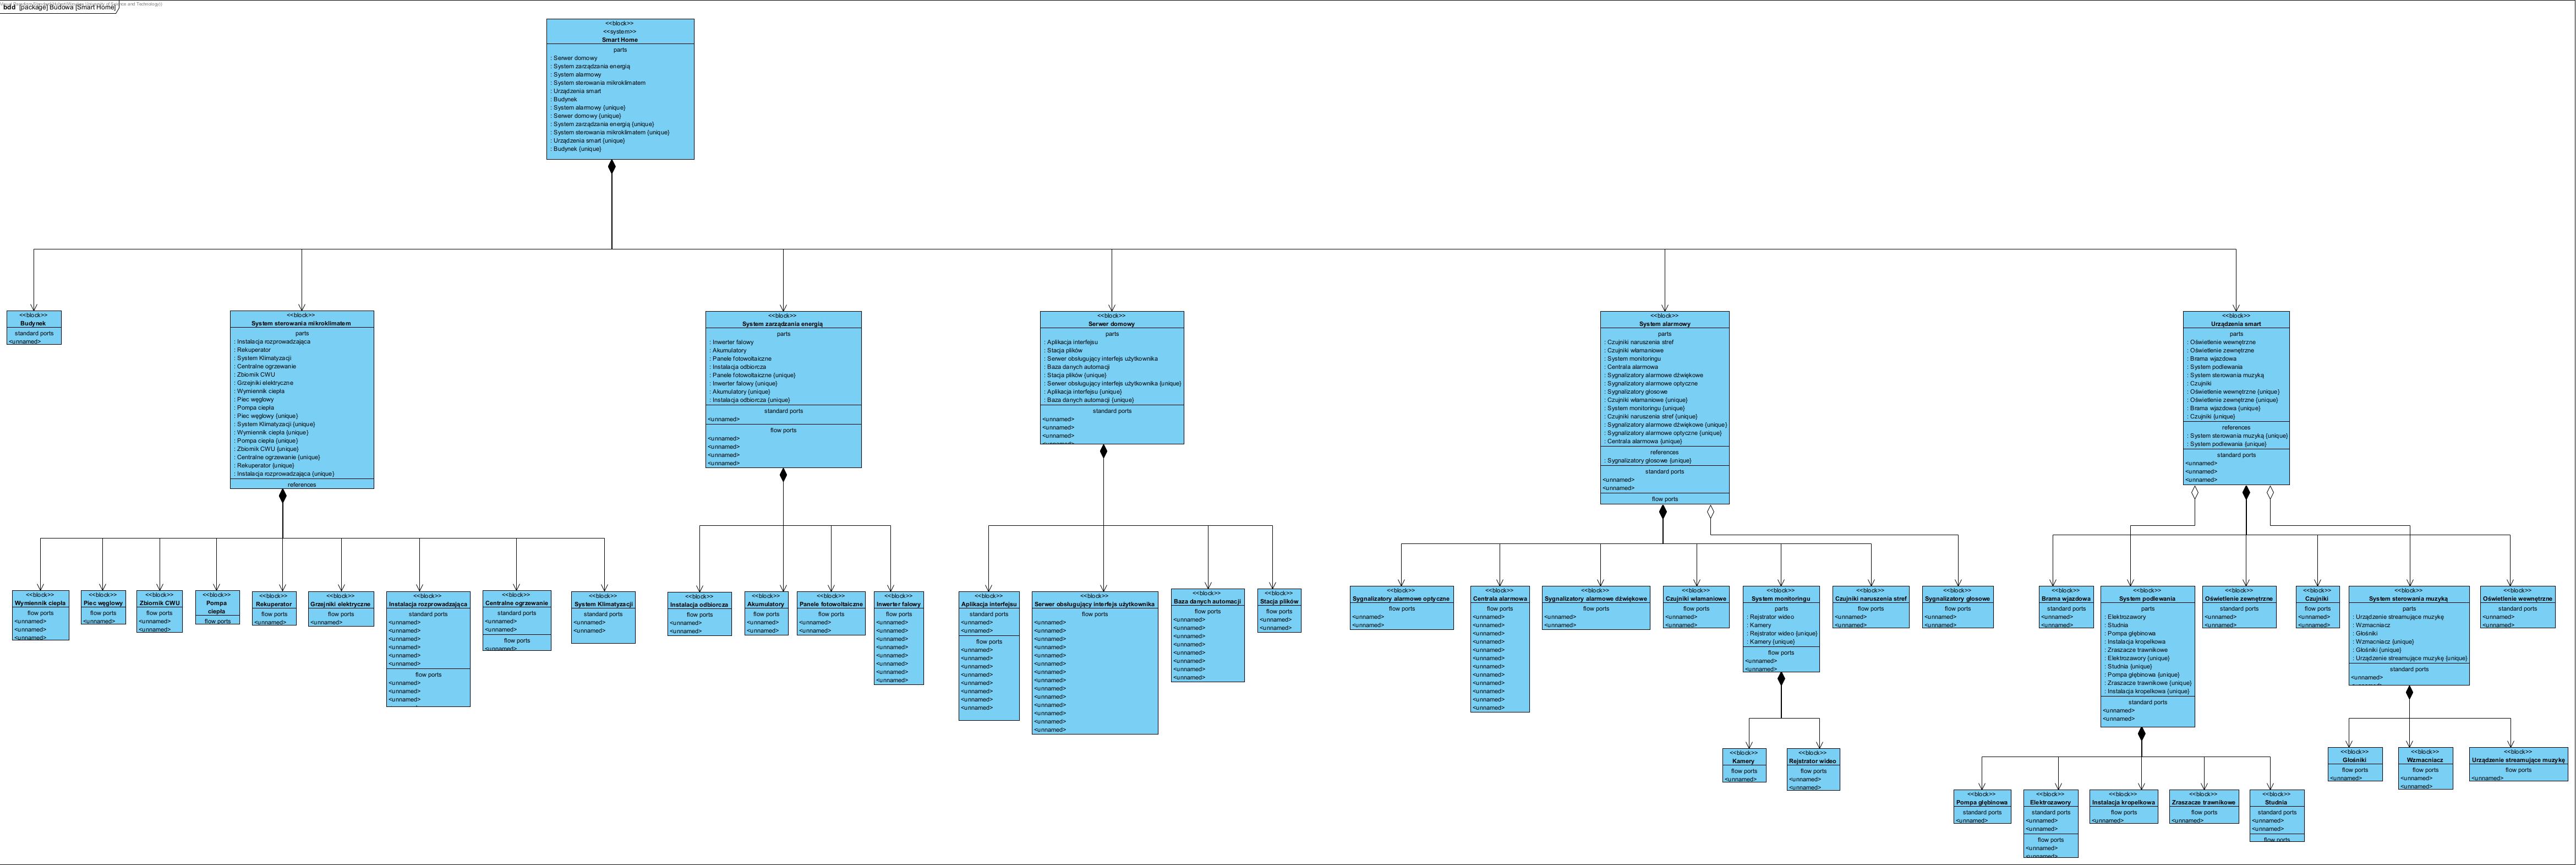 bdd [package] Budowa [Smart Home]
<<block>>
<<system>>
Smart Home
parts
: Serwer domowy
: System zarządzania energią
: System alarmowy
: System sterowania mikroklimatem
: Urządzenia smart
: Budynek
: System alarmowy {unique}
: Serwer domowy {unique}
: System zarządzania energią {unique}
: System sterowania mikroklimatem {unique}
: Urządzenia smart {unique}
: Budynek {unique}
<<block>>
Budynek
standard ports
<unnamed>
<<block>>
System sterowania mikroklimatem
parts
: Instalacja rozprowadzająca
: Rekuperator
: System Klimatyzacji
: Centralne ogrzewanie
: Zbiornik CWU
: Grzejniki elektryczne
: Wymiennik ciepła
: Piec węglowy
: Pompa ciepła
: Piec węglowy {unique}
: System Klimatyzacji {unique}
: Wymiennik ciepła {unique}
: Pompa ciepła {unique}
: Zbiornik CWU {unique}
: Centralne ogrzewanie {unique}
: Rekuperator {unique}
: Instalacja rozprowadzająca {unique}
references
<<block>>
System zarządzania energią
parts
: Inwerter falowy
: Akumulatory
: Panele fotowoltaiczne
: Instalacja odbiorcza
: Panele fotowoltaiczne {unique}
: Inwerter falowy {unique}
: Akumulatory {unique}
: Instalacja odbiorcza {unique}
standard ports
<unnamed>
flow ports
<unnamed>
<unnamed>
<unnamed>
<unnamed>
<<block>>
Serwer domowy
parts
: Aplikacja interfejsu
: Stacja plików
: Serwer obsługujący interfejs użytkownika
: Baza danych automacji
: Stacja plików {unique}
: Serwer obsługujący interfejs użytkownika {unique}
: Aplikacja interfejsu {unique}
: Baza danych automacji {unique}
standard ports
<unnamed>
<unnamed>
<unnamed>
<<block>>
System alarmowy
parts
: Czujniki naruszenia stref
: Czujniki włamaniowe
: System monitoringu
: Centrala alarmowa
: Sygnalizatory alarmowe dźwiękowe
: Sygnalizatory alarmowe optyczne
: Sygnalizatory głosowe
: Czujniki włamaniowe {unique}
: System monitoringu {unique}
: Czujniki naruszenia stref {unique}
: Sygnalizatory alarmowe dźwiękowe {unique}
: Sygnalizatory alarmowe optyczne {unique}
: Centrala alarmowa {unique}
references
: Sygnalizatory głosowe {unique}
standard ports
<unnamed>
<unnamed>
flow ports
<<block>>
Urządzenia smart
parts
: Oświetlenie wewnętrzne
: Oświetlenie zewnętrzne
: Brama wjazdowa
: System podlewania
: System sterowania muzyką
: Czujniki
: Oświetlenie wewnętrzne {unique}
: Oświetlenie zewnętrzne {unique}
: Brama wjazdowa {unique}
: Czujniki {unique}
references
: System sterowania muzyką {unique}
: System podlewania {unique}
standard ports
<unnamed>
<unnamed>
<unnamed>
<<block>>
Wymiennik ciepła
flow ports
<unnamed>
<unnamed>
<unnamed>
<<block>>
Piec węglowy
flow ports
<unnamed>
<<block>>
Zbiornik CWU
flow ports
<unnamed>
<unnamed>
<<block>>
Pompa
ciepła
flow ports
<<block>>
Rekuperator
flow ports
<unnamed>
<<block>>
Grzejniki elektryczne
flow ports
<unnamed>
<<block>>
Instalacja rozprowadzająca
standard ports
<unnamed>
<unnamed>
<unnamed>
<unnamed>
<unnamed>
<unnamed>
flow ports
<unnamed>
<unnamed>
<unnamed>
<<block>>
Centralne ogrzewanie
standard ports
<unnamed>
<unnamed>
flow ports
<unnamed>
<<block>>
System Klimatyzacji
standard ports
<unnamed>
<unnamed>
<<block>>
Instalacja odbiorcza
flow ports
<unnamed>
<unnamed>
<<block>>
Akumulatory
flow ports
<unnamed>
<unnamed>
<<block>>
Panele fotowoltaiczne
flow ports
<unnamed>
<unnamed>
<<block>>
Inwerter falowy
flow ports
<unnamed>
<unnamed>
<unnamed>
<unnamed>
<unnamed>
<unnamed>
<unnamed>
<unnamed>
<<block>>
Aplikacja interfejsu
standard ports
<unnamed>
<unnamed>
flow ports
<unnamed>
<unnamed>
<unnamed>
<unnamed>
<unnamed>
<unnamed>
<unnamed>
<unnamed>
<<block>>
Serwer obsługujący interfejs użytkownika
flow ports
<unnamed>
<unnamed>
<unnamed>
<unnamed>
<unnamed>
<unnamed>
<unnamed>
<unnamed>
<unnamed>
<unnamed>
<unnamed>
<unnamed>
<unnamed>
<unnamed>
<<block>>
Baza danych automacji
flow ports
<unnamed>
<unnamed>
<unnamed>
<unnamed>
<unnamed>
<unnamed>
<unnamed>
<unnamed>
<<block>>
Stacja plików
flow ports
<unnamed>
<unnamed>
<<block>>
Sygnalizatory alarmowe optyczne
flow ports
<unnamed>
<unnamed>
<<block>>
Centrala alarmowa
flow ports
<unnamed>
<unnamed>
<unnamed>
<unnamed>
<unnamed>
<unnamed>
<unnamed>
<unnamed>
<unnamed>
<unnamed>
<unnamed>
<unnamed>
<<block>>
Sygnalizatory alarmowe dźwiękowe
flow ports
<unnamed>
<unnamed>
<<block>>
Czujniki włamaniowe
flow ports
<unnamed>
<unnamed>
<<block>>
System monitoringu
parts
: Rejstrator wideo
: Kamery
: Rejstrator wideo {unique}
: Kamery {unique}
flow ports
<unnamed>
<unnamed>
<<block>>
Czujniki naruszenia stref
flow ports
<unnamed>
<unnamed>
<<block>>
Sygnalizatory głosowe
flow ports
<unnamed>
<unnamed>
<<block>>
Brama wjazdowa
standard ports
<unnamed>
<unnamed>
<<block>>
System podlewania
parts
: Elektrozawory
: Studnia
: Pompa głębinowa
: Instalacja kropelkowa
: Zraszacze trawnikowe
: Elektrozawory {unique}
: Studnia {unique}
: Pompa głębinowa {unique}
: Zraszacze trawnikowe {unique}
: Instalacja kropelkowa {unique}
standard ports
<unnamed>
<unnamed>
<<block>>
Oświetlenie zewnętrzne
standard ports
<unnamed>
<unnamed>
<<block>>
Czujniki
flow ports
<unnamed>
<unnamed>
<<block>>
System sterowania muzyką
parts
: Urządzenie streamujące muzykę
: Wzmacniacz
: Głośniki
: Wzmacniacz {unique}
: Głośniki {unique}
: Urządzenie streamujące muzykę {unique}
standard ports
<unnamed>
<<block>>
Oświetlenie wewnętrzne
standard ports
<unnamed>
<unnamed>
<<block>>
Kamery
flow ports
<unnamed>
<<block>>
Rejstrator wideo
flow ports
<unnamed>
<unnamed>
<<block>>
Głośniki
flow ports
<unnamed>
<<block>>
Wzmacniacz
flow ports
<unnamed>
<unnamed>
<<block>>
Urządzenie streamujące muzykę
flow ports
<unnamed>
<<block>>
Pompa głębinowa
standard ports
<unnamed>
<<block>>
Elektrozawory
standard ports
<unnamed>
<unnamed>
flow ports
<unnamed>
<unnamed>
<<block>>
Instalacja kropelkowa
flow ports
<unnamed>
<<block>>
Zraszacze trawnikowe
flow ports
<unnamed>
<<block>>
Studnia
standard ports
<unnamed>
<unnamed>
flow ports